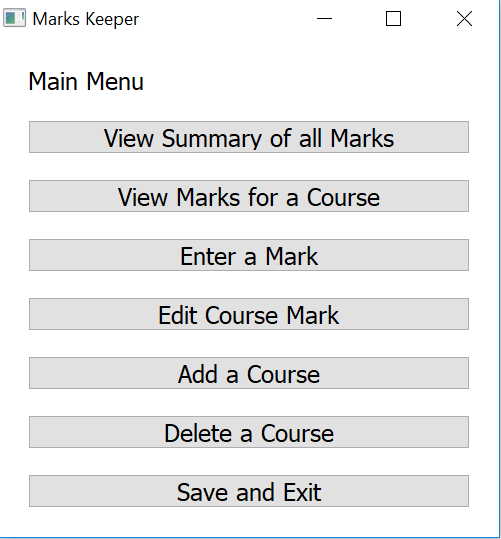 Marks Keeper
Main Menu
View Summary of all Marks
View Marks for a Course
Enter a Mark
Edit Course Mark
Add a Course
Delete a Course
Save and Exit